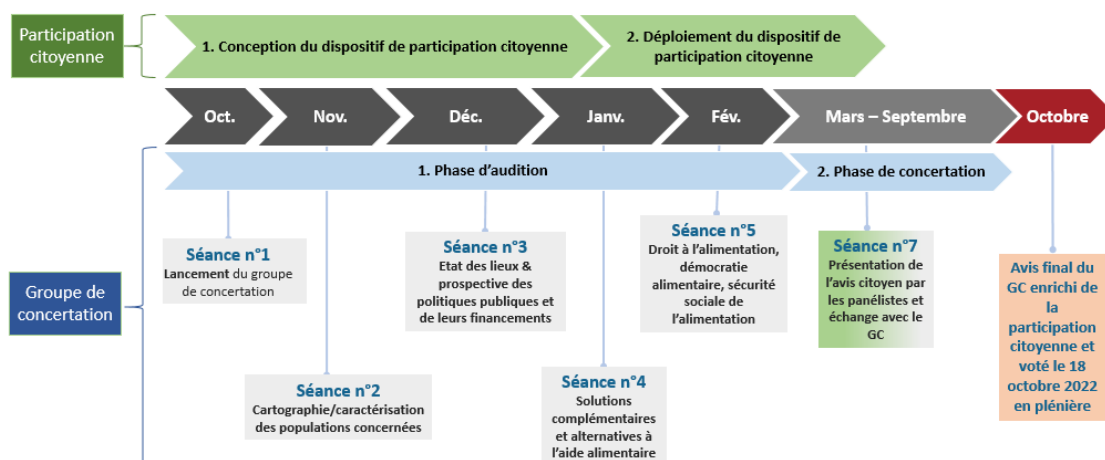 Participation
citoyenne
1. Conception du dispositif de participation citoyenne
2. Déploiement du dispositif de
participation citoyenne
Oct.
Nov.
Déc.
Janv.
Fév.
Mars – Septembre
Octobre
1. Phase d'audition
2. Phase de concertation
Groupe de
concertation
Séance n°1
Lancement du groupe
de concertation
Séance n°2
Cartographie/caractérisation
des populations concernées
Séance n°3
Etat des lieux &
prospective des
politiques publiques et
de leurs financements
Séance n°4
Solutions
complémentaires
et alternatives à
l'aide alimentaire
Séance n°5
Droit à l'alimentation,
démocratie
alimentaire, sécurité
sociale de
l'alimentation
Séance n°7
Présentation de
l'avis citoyen par
les panélistes et
échange avec le
GC
Avis final du
GC enrichi de
la
participation
citoyenne et
voté le 18
octobre 2022
en plénière